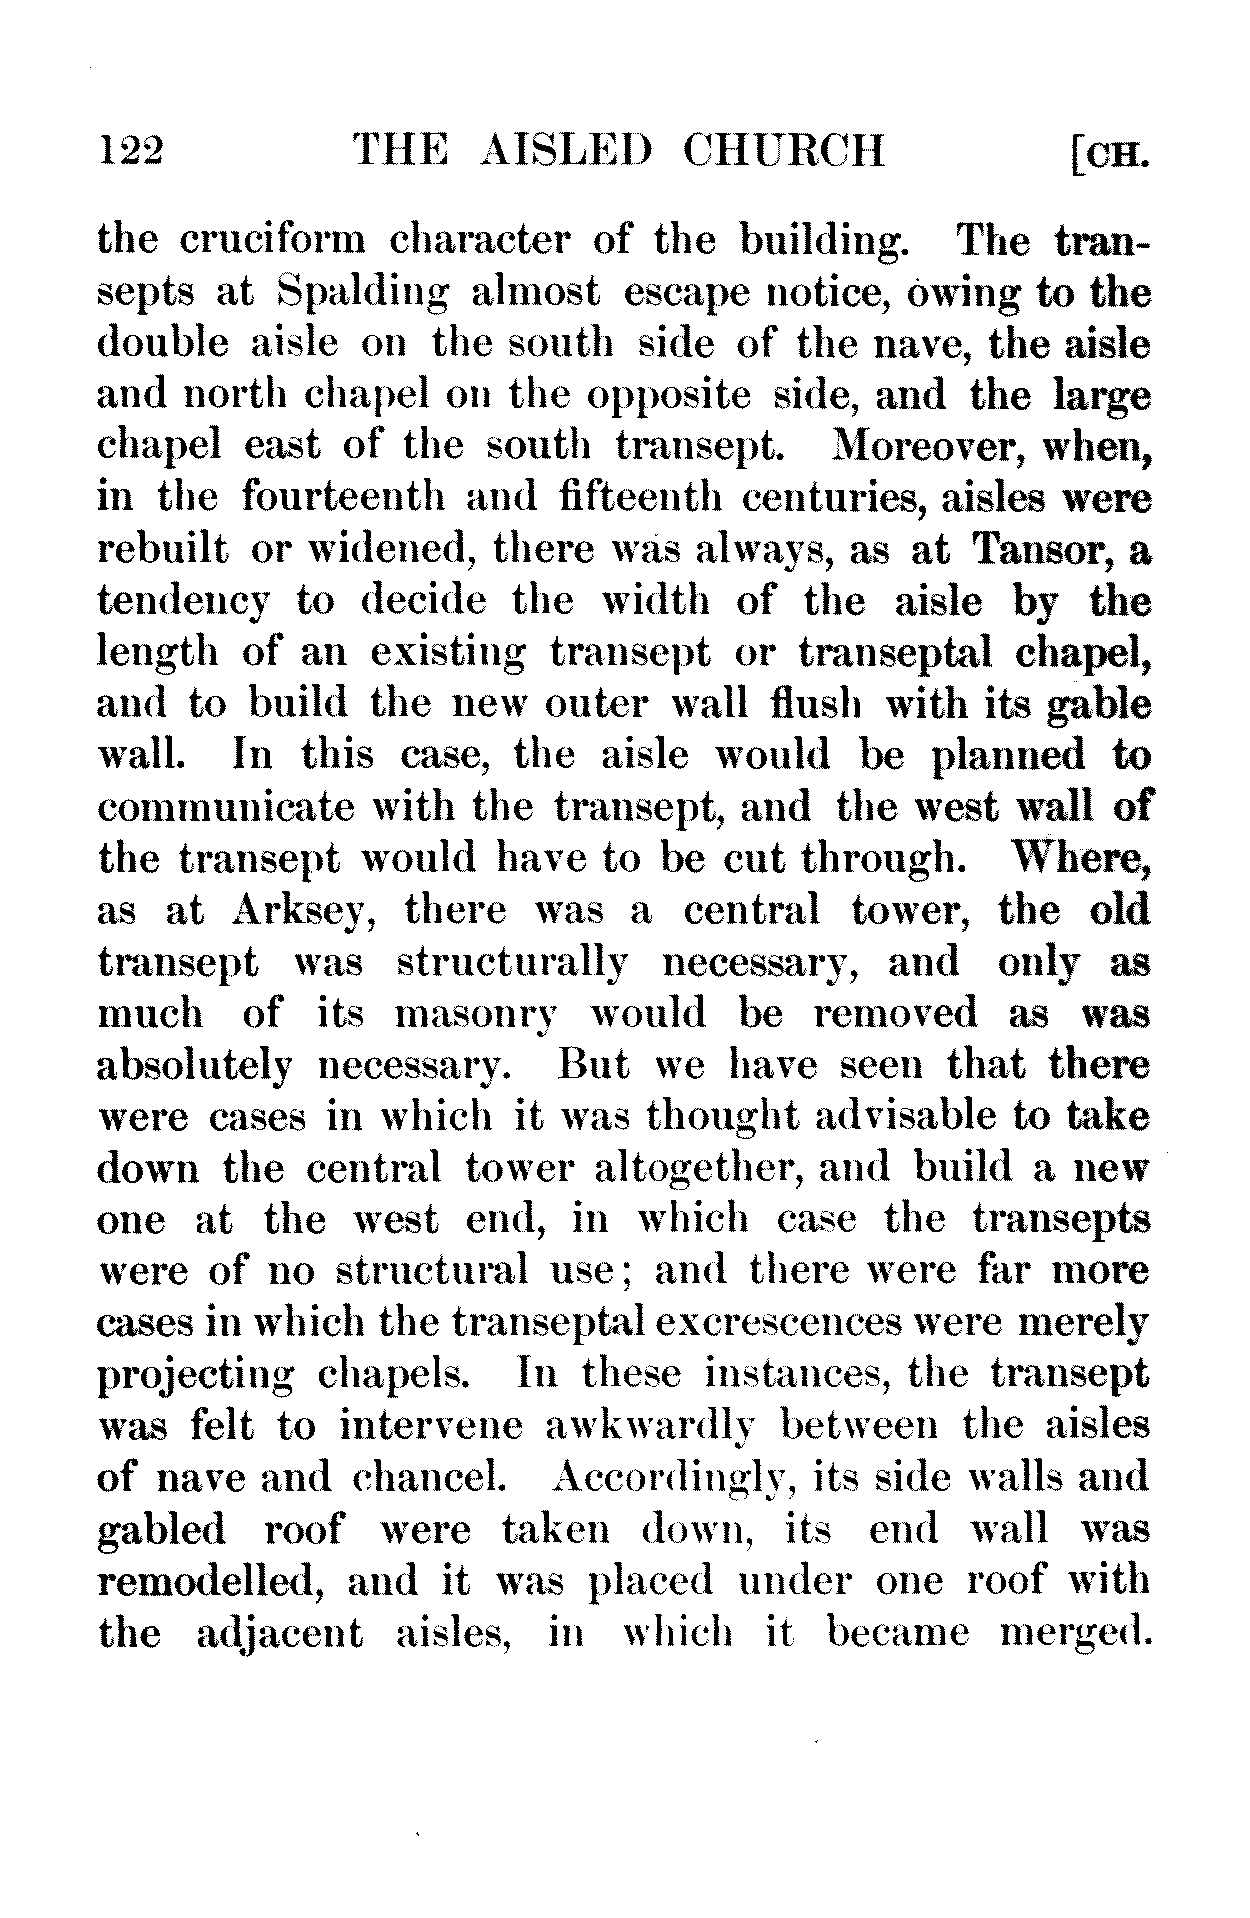 122 THE AISLED CHURCH [CH.
the cruciform character of the building. The tran-
septs at Spalding almost escape notice, owing to the
double aisle on the south side of the nave, the aisle
and north chapel on the opposite side, and the large
chapel east of the south transept. Moreover, when,
in the fourteenth and fifteenth centuries, aisles were
rebuilt or widened, there was always, as at Tansor, a
tendency to decide the width of the aisle by the
length of an existing transept or transeptal chapel,
and to build the new outer wall flush with its gable
wall. In this case, the aisle would be planned to
communicate with the transept, and the west wall of
the transept would have to be cut through. Where,
as at Arksey, there was a central tower, the old
transept was structurally necessary, and only as
much of its masonry would be removed as was
absolutely necessary. But we have seen that there
were cases in which it was thought advisable to take
down the central tower altogether, and build a new
one at the west end, in which case the transepts
were of no structural use; and there were far more
cases in which the transeptal excrescences were merely
projecting chapels. In these instances, the transept
was felt to intervene awkwardly between the aisles
of nave and chancel. Accordingly, its side walls and
gabled roof were taken down, its end wall was
remodelled, and it was placed under one roof with
the adjacent aisles, in which it became merged.